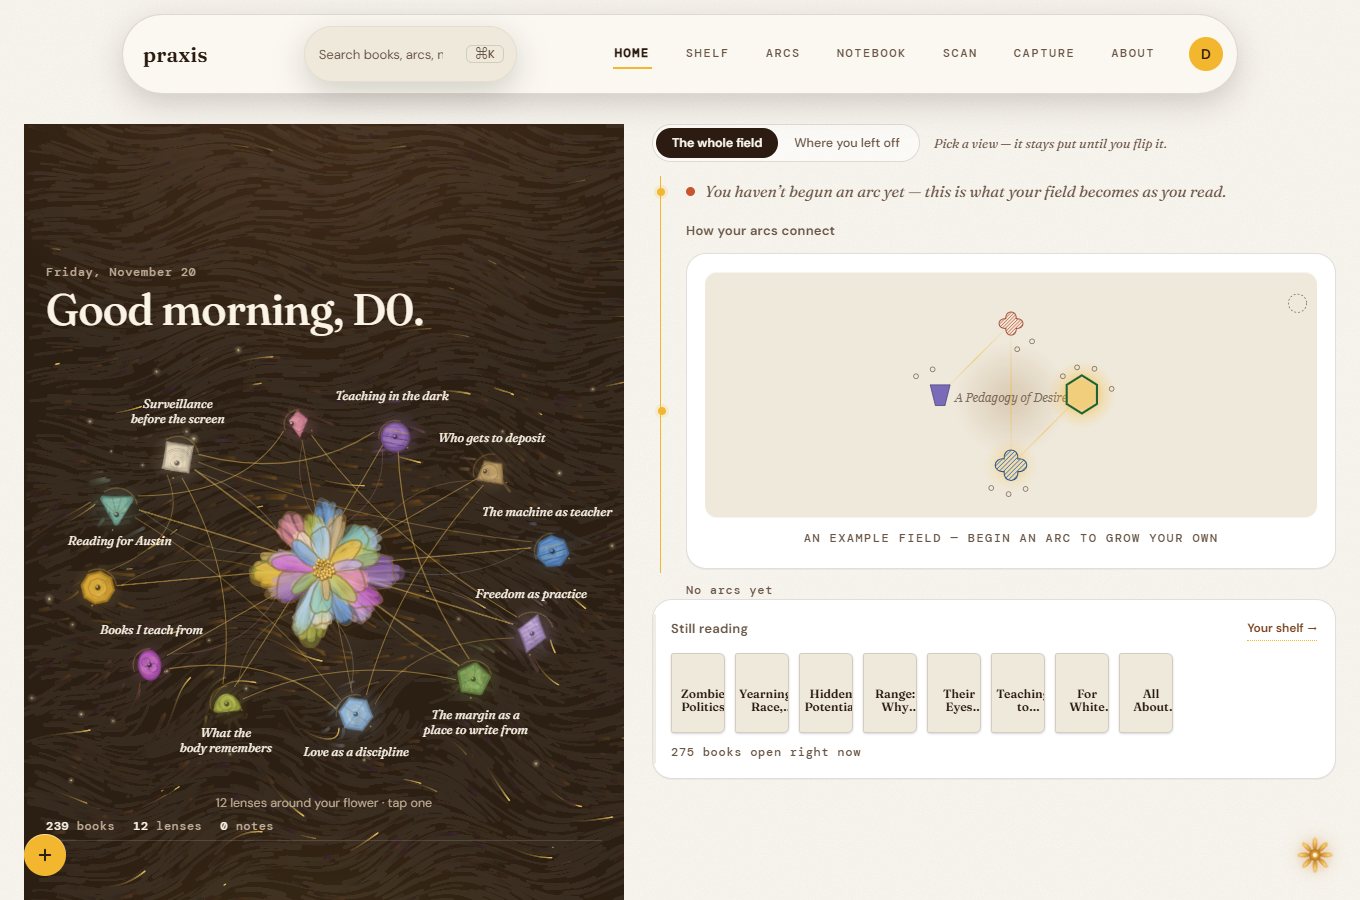 praxis
Search books, arcs, n
⌘K
HOME
SHELF
ARCS
NOTEBOOK
SCAN
CAPTURE
ABOUT
D
Friday, November 20
Good morning, D0.
Teaching in the dark
Surveillance
before the screen
Who gets to deposit
The machine as teacher
Reading for Austin
Freedom as practice
Books I teach from
The margin as a
place to write from
What the
body remembers
Love as a discipline
12 lenses around your flower · tap one
239 books 12 lenses 0 notes
+
The whole field
Where you left off
Pick a view — it stays put until you flip it.
You haven’t begun an arc yet — this is what your field becomes as you read.
How your arcs connect
A Pedagogy of Desire
AN EXAMPLE FIELD — BEGIN AN ARC TO GROW YOUR OWN
No arcs yet
Still reading
Your shelf →
Zombie
Politics
Yearning
Race,..
Hidden
Potentia
Range:
Why..
Their
Eyes..
Teaching
to...
For
White.
All
About.
275 books open right now